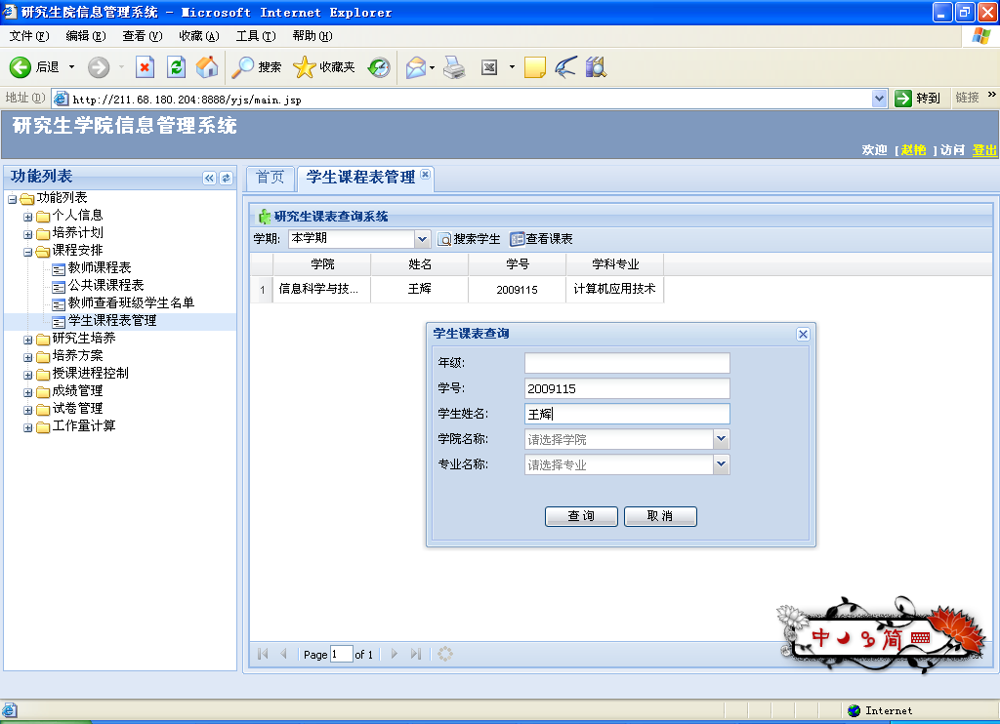 研究生院信息管理系统 - Microsoft Internet Explorer
文件(F) 编辑(E) 查看(V) 收藏(A) 工具(T) 帮助(H)
后退 搜索 收藏夹
地址(D) http://211.68.180.204:8888/yjs/main.jsp 转到 链接 »
研究生学院信息管理系统
欢迎 [赵艳 ]访问 登出
功能列表
功能列表
个人信息
培养计划
课程安排
教师课程表
公共课课程表
教师查看班级学生名单
学生课程表管理
研究生培养
培养方案
授课进程控制
成绩管理
试卷管理
工作量计算
首页 学生课程表管理
研究生课表查询系统
学期: 本学期 搜索学生 查看课表
学院 姓名 学号 学科专业
1 信息科学与技... 王辉 2009115 计算机应用技术
学生课表查询
年级:
学号: 2009115
学生姓名: 王辉
学院名称: 请选择学院
专业名称: 请选择专业
查 询 取 消
Page 1 of 1
中 简
Internet